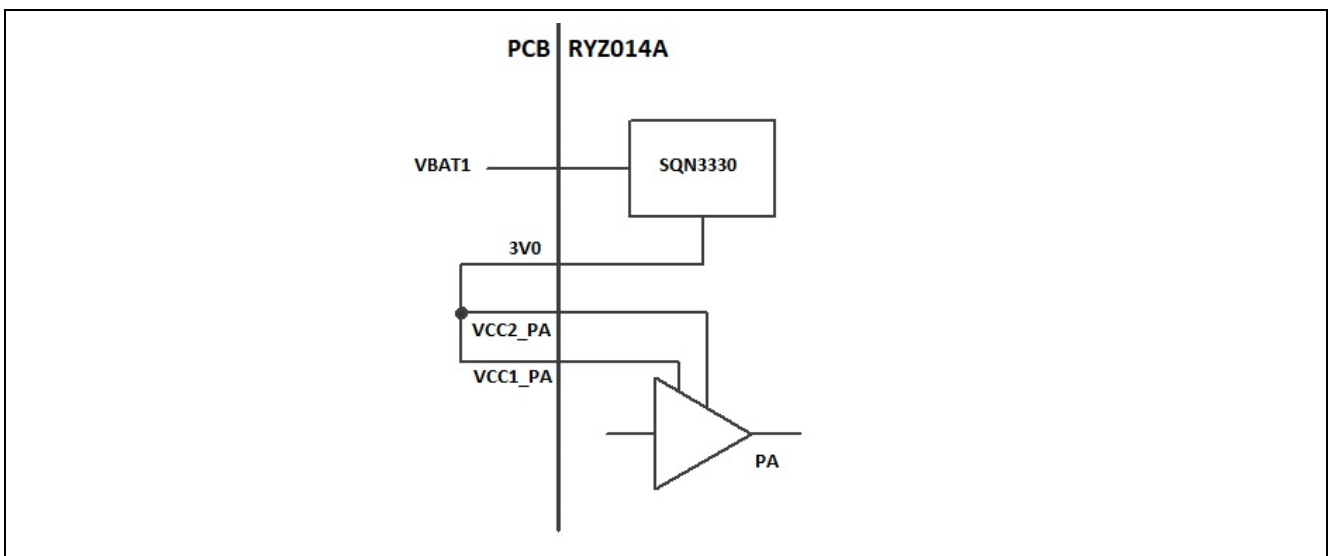 PCB RYZ014A
VBAT1
SQN3330
3V0
VCC2_PA
VCC1_PA
PA